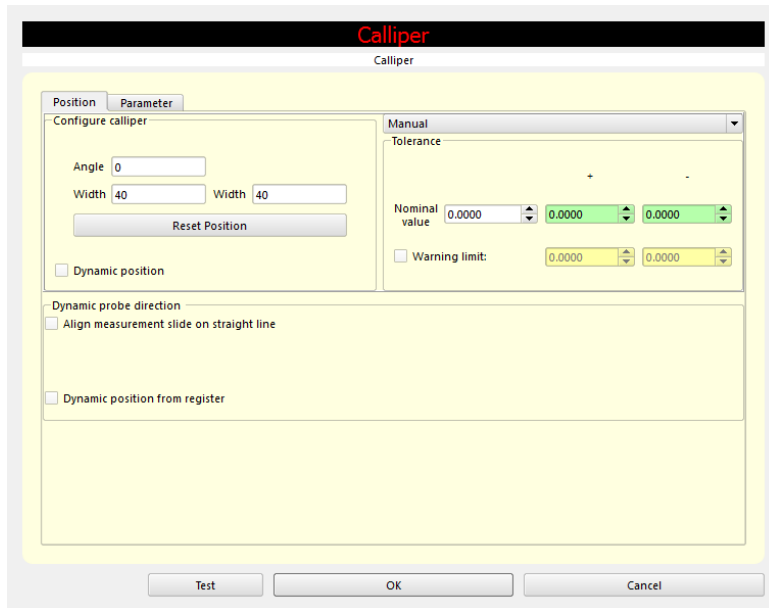 Calliper
Calliper
Position Parameter
Configure calliper
Manual
Tolerance
Angle 0
+ -
Width 40 Width 40
Nominal value 0.0000 0.0000 0.0000
Reset Position
Warning limit: 0.0000 0.0000
Dynamic position
Dynamic probe direction
Align measurement slide on straight line
Dynamic position from register
Test OK Cancel